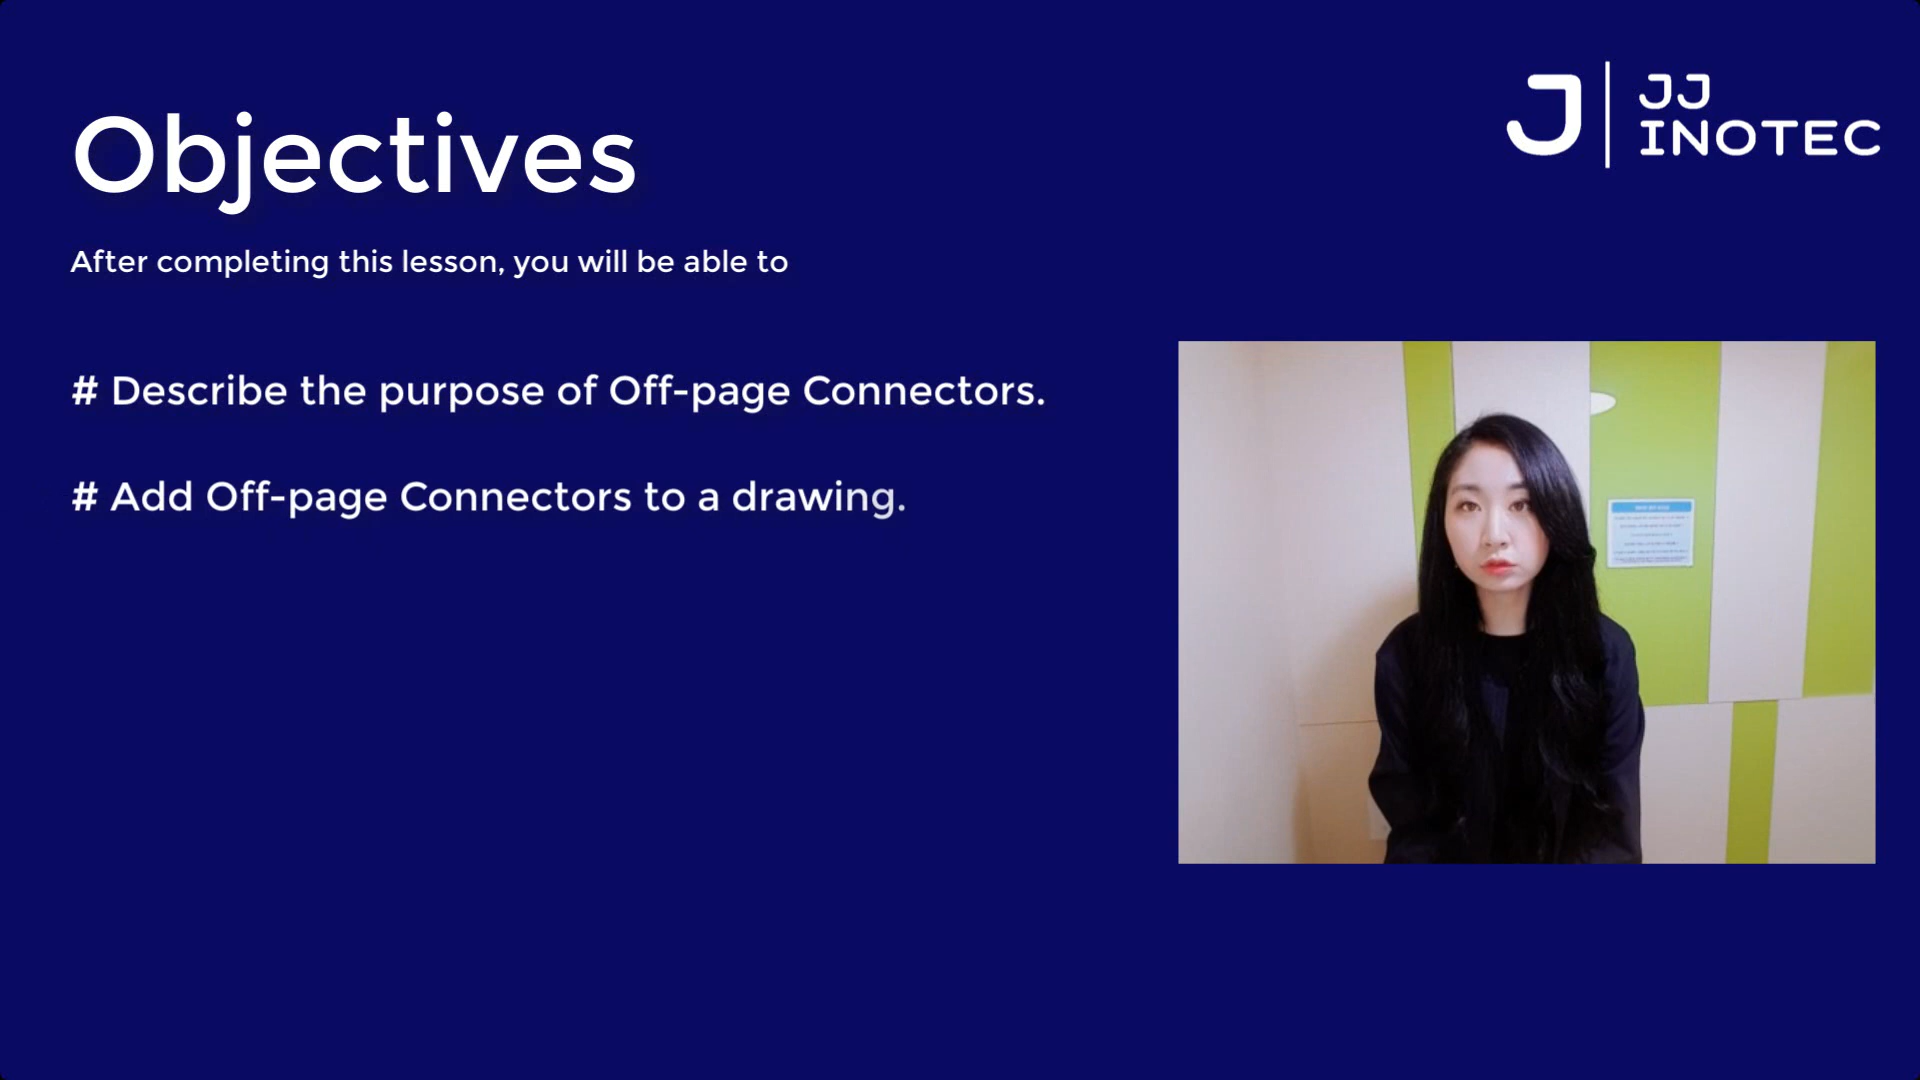 Objectives
J
JJ
INOTEC
After completing this lesson, you will be able to
# Describe the purpose of Off-page Connectors.
# Add Off-page Connectors to a drawing.